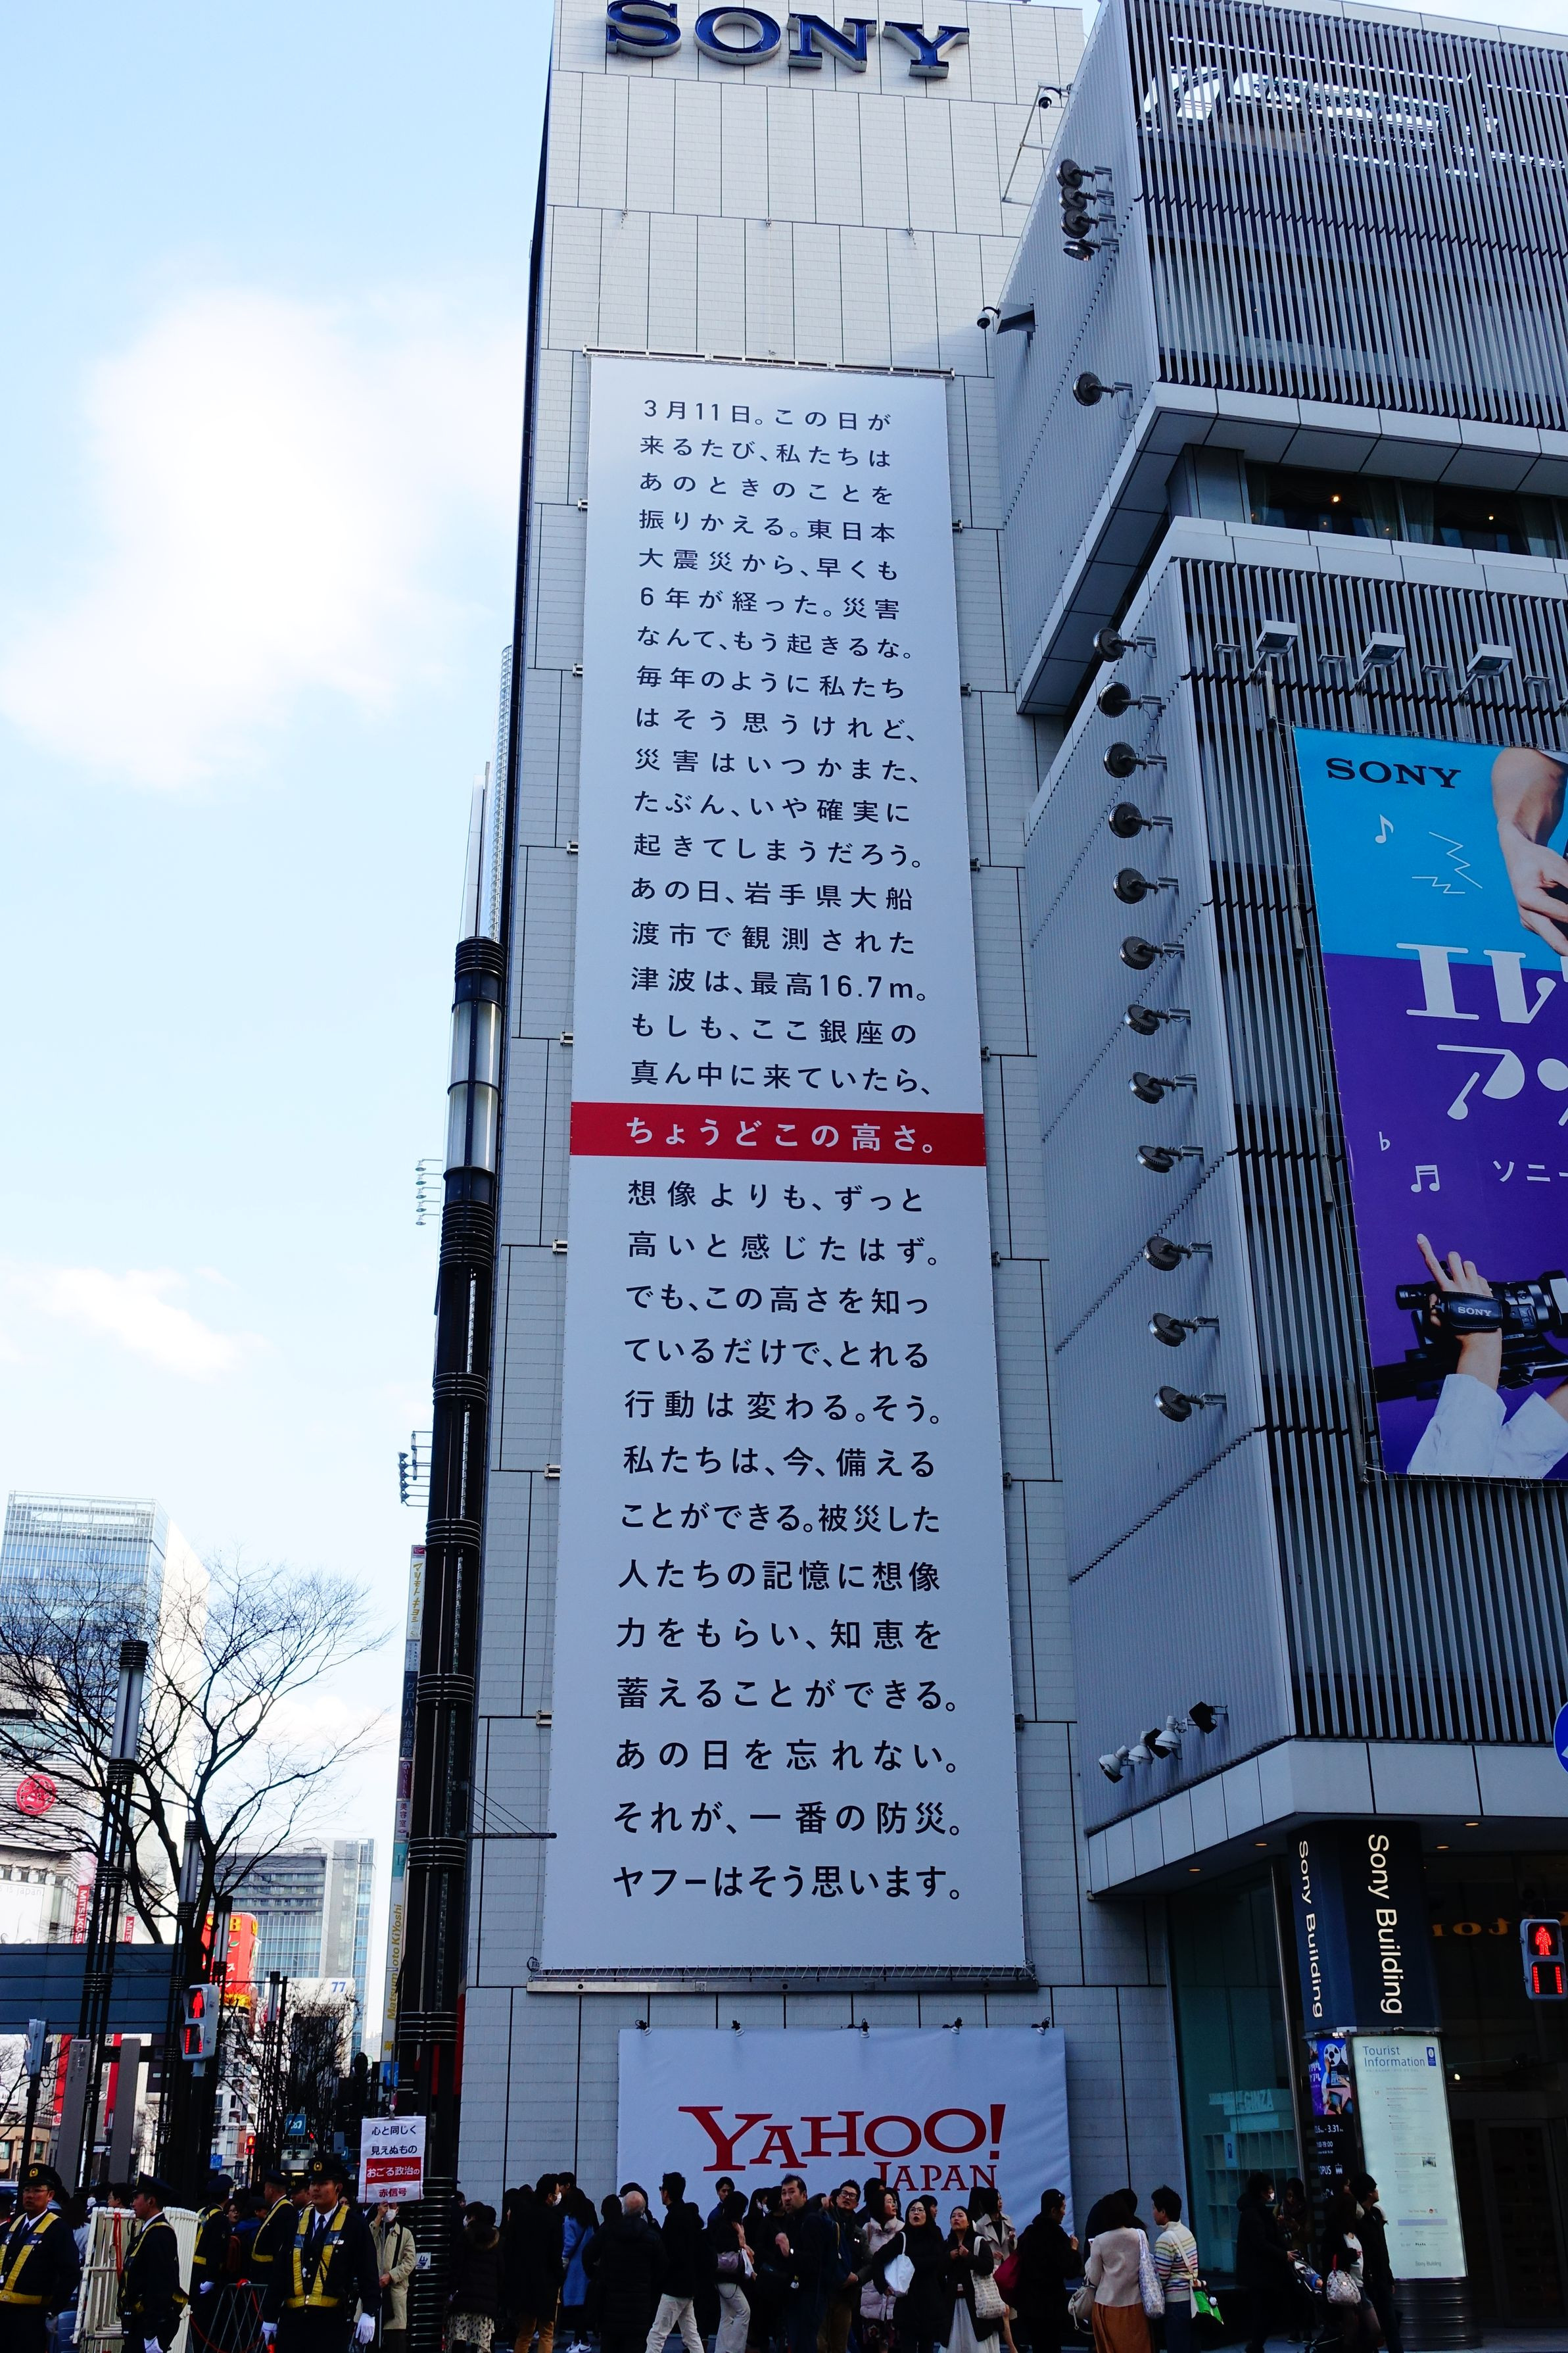 SONY
3月11日。この日が
来るたび、私たちは
あのときのことを
振りかえる。東日本
大震災から、早くも
6年が経った。災害
なんて、もう起きるな。
毎年のように私たち
はそう思うけれど、
災害はいつかまた、
たぶん、いや確実に
起きてしまうだろう。
あの日、岩手県大船
渡市で観測された
津波は、最高16.7m。
もしも、ここ銀座の
真ん中に来ていたら、
ちょうどこの高さ。
想像よりも、ずっと
高いと感じたはず。
でも、この高さを知っ
ているだけで、とれる
行動は変わる。そう。
私たちは、今、備える
ことができる。被災した
人たちの記憶に想像
力をもらい、知恵を
蓄えることができる。
あの日を忘れない。
それが、一番の防災。
ヤフーはそう思います。
YAHOO!
JAPAN
SONY
ソニー
SONY
Sony Building
Sony Building
Tourist
Information
心と同じく
見えぬもの
おごる政治の
赤信号
Matsumoto KiYoshi
77